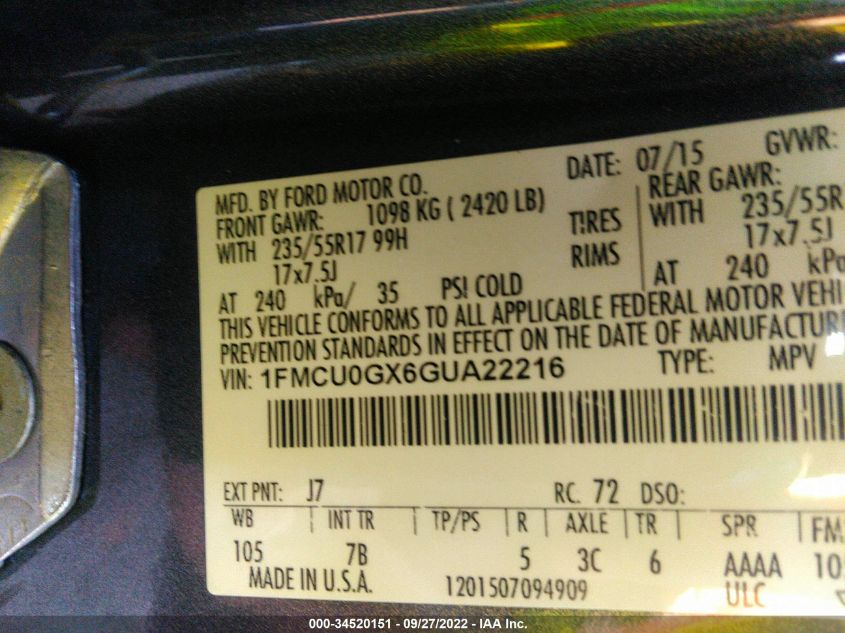 MFD. BY FORD MOTOR CO. DATE: 07/15 GVWR:
FRONT GAWR: 1098 KG ( 2420 LB) REAR GAWR:
WITH 235/55R17 99H TIRES WITH 235/55R
17x7.5J RIMS 17x7.5J
AT 240 kPa/ 35 PSI COLD AT 240 kPa
THIS VEHICLE CONFORMS TO ALL APPLICABLE FEDERAL MOTOR VEHI
PREVENTION STANDARDS IN EFFECT ON THE DATE OF MANUFACTURE
VIN: 1FMCU0GX6GUA22216 TYPE: MPV
EXT PNT: J7 RC. 72 DSO:
WB INT TR TP/PS R AXLE TR SPR FM
105 7B 5 3C 6 AAAA 10
MADE IN U.S.A. 1201507094909 ULC
000-34520151 - 09/27/2022 - IAA Inc.